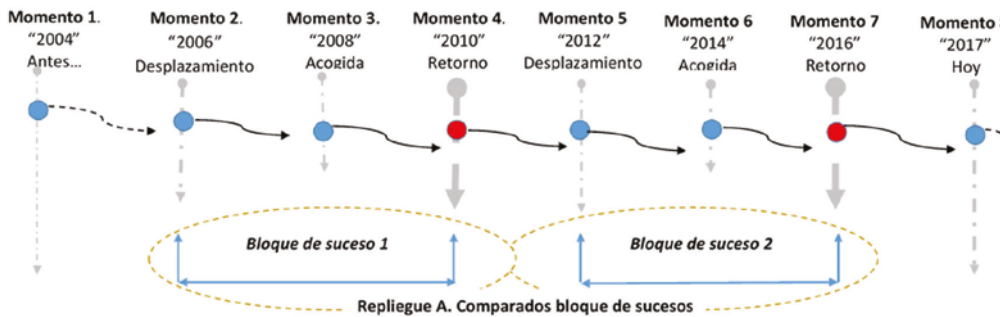 Momento 1.
"2004"
Antes...
Momento 2.
"2006"
Desplazamiento
Momento 3.
"2008"
Acogida
Momento 4.
"2010"
Retorno
Momento 5
"2012"
Desplazamiento
Momento 6
"2014"
Acogida
Momento 7
"2016"
Retorno
Momento
"2017"
Hoy
Bloque de suceso 1
Bloque de suceso 2
Repliegue A. Comparados bloque de sucesos